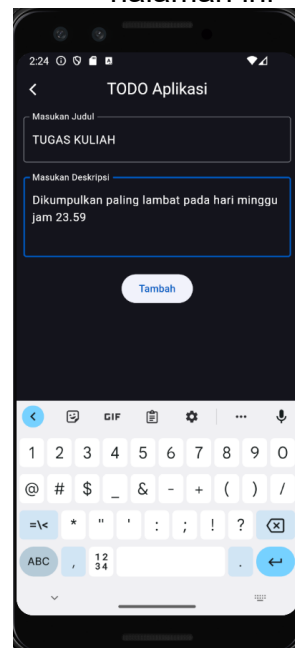 halaman ini
2:24
TODO Aplikasi
Masukan Judul
TUGAS KULIAH
Masukan Deskripsi
Dikumpulkan paling lambat pada hari minggu
jam 23.59
Tambah
GIF
1 2 3 4 5 6 7 8 9 0
@ # $ _ & - + ( ) /
=\< * " ' : ; ! ?
ABC , 12 .
34